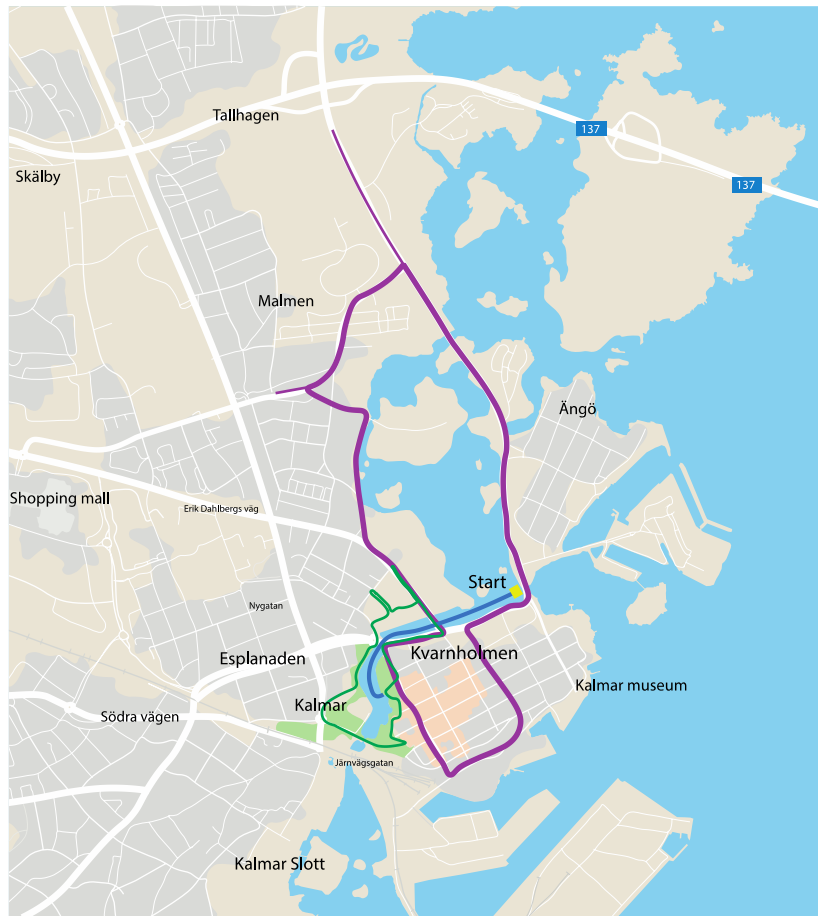 Tallhagen
137
Skälby
137
Malmen
Ängö
Shopping mall
Erik Dahlbergs väg
Start
Nygatan
Kvarnholmen
Esplanaden
Kalmar museum
Kalmar
Södra vägen
Järnvägsgatan
Kalmar Slott